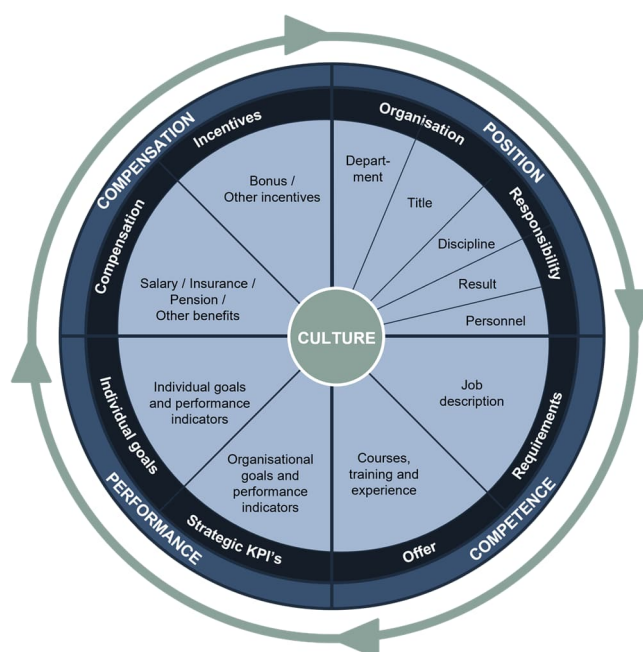 COMPENSATION
Incentives
Compensation
Bonus /
Other incentives
Salary / Insurance /
Pension /
Other benefits
POSITION
Organisation
Responsibility
Depart-
ment
Title
Discipline
Result
Personnel
CULTURE
COMPETENCE
Requirements
Offer
Job
description
Courses,
training and
experience
PERFORMANCE
Strategic KPI's
Individual goals
Organisational
goals and
performance
indicators
Individual goals
and performance
indicators